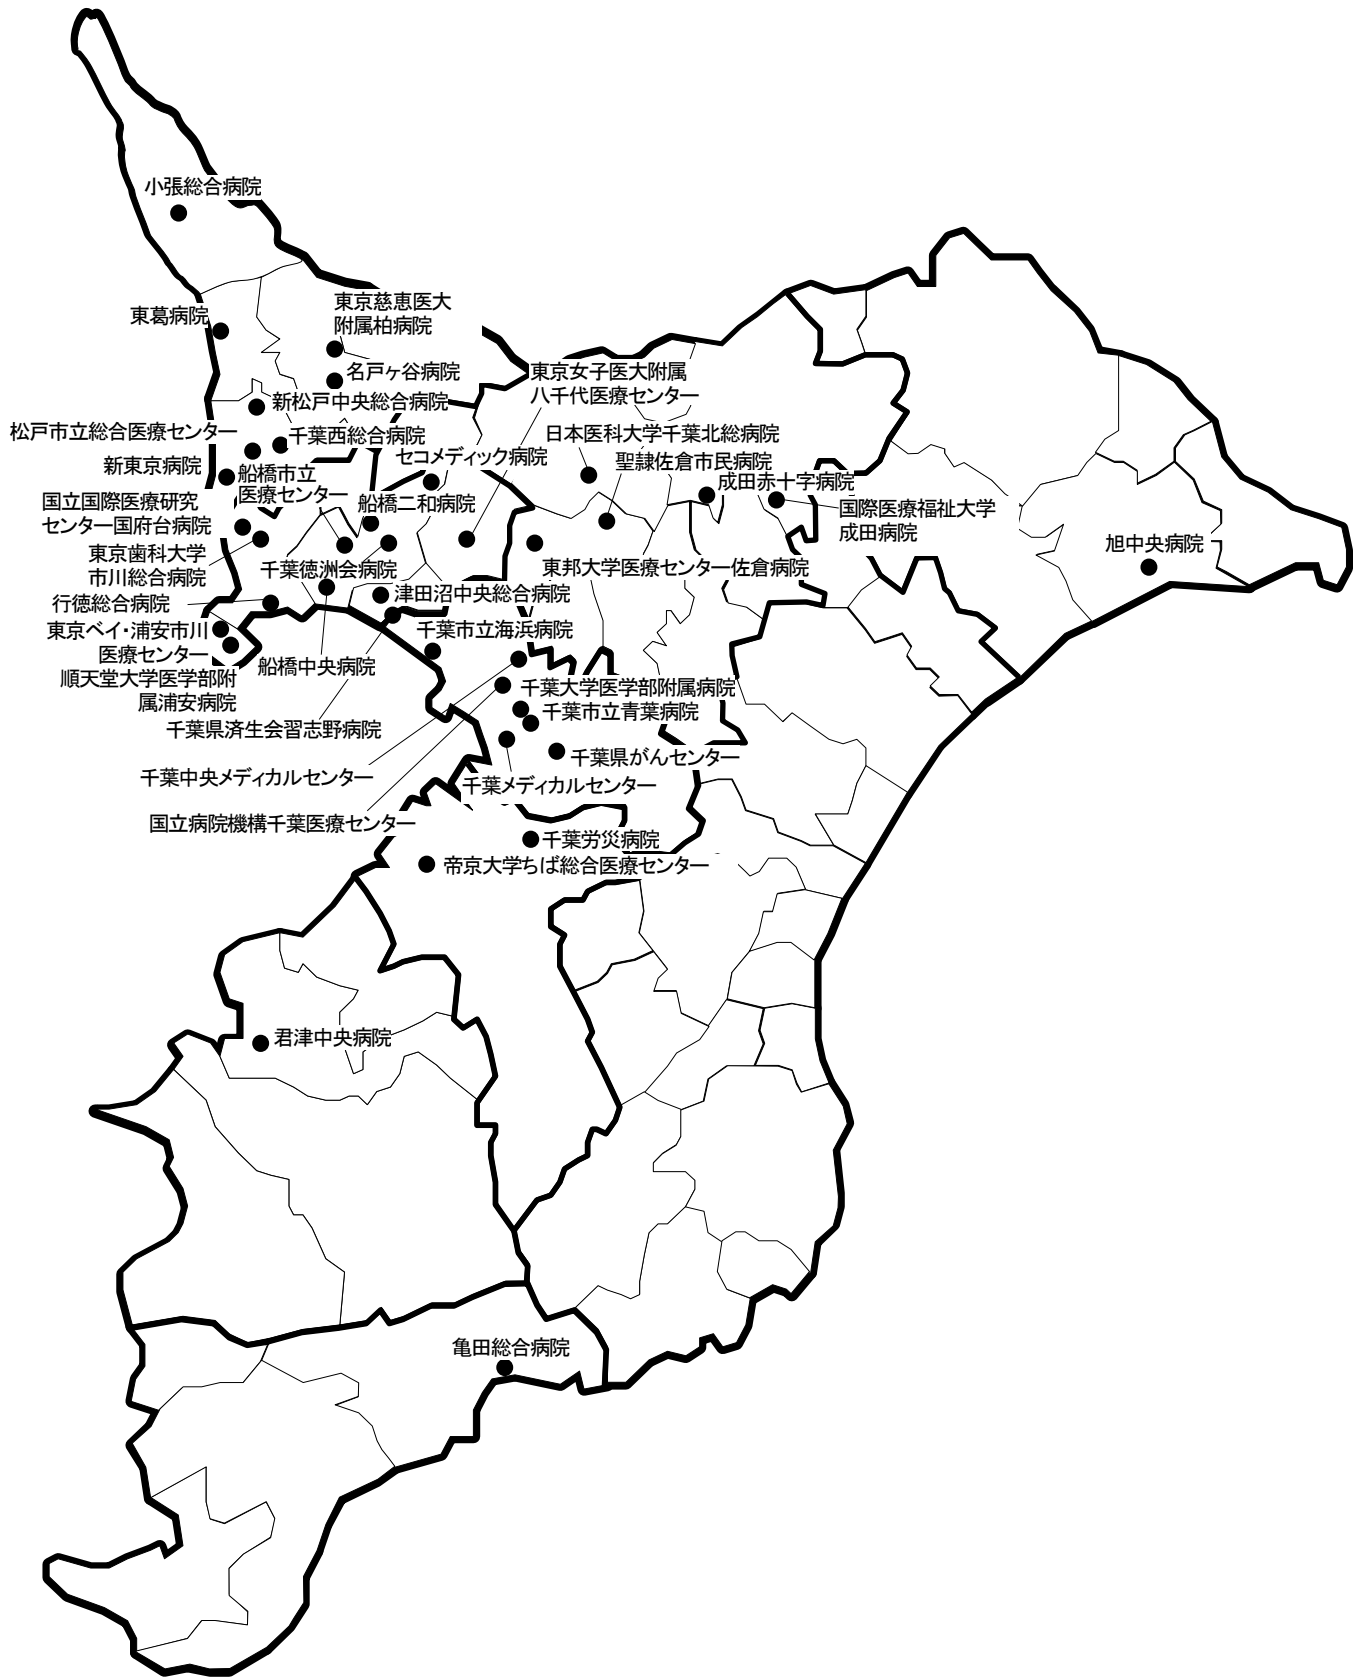 小張総合病院
東葛病院
東京慈恵医大
附属柏病院
名戸ヶ谷病院
新松戸中央総合病院
松戸市立総合医療センター
千葉西総合病院
新東京病院
船橋市立
医療センター
セコメディック病院
東京女子医大附属
八千代医療センター
日本医科大学千葉北総病院
聖隷佐倉市民病院
成田赤十字病院
国際医療福祉大学
成田病院
旭中央病院
国立国際医療研究
センター国府台病院
船橋二和病院
東京歯科大学
市川総合病院
千葉徳洲会病院
東邦大学医療センター佐倉病院
行徳総合病院
津田沼中央総合病院
東京ベイ・浦安市川
医療センター
千葉市立海浜病院
順天堂大学医学部附
属浦安病院
船橋中央病院
千葉県済生会習志野病院
千葉大学医学部附属病院
千葉市立青葉病院
千葉県がんセンター
千葉中央メディカルセンター
千葉メディカルセンター
国立病院機構千葉医療センター
千葉労災病院
帝京大学ちば総合医療センター
君津中央病院
亀田総合病院